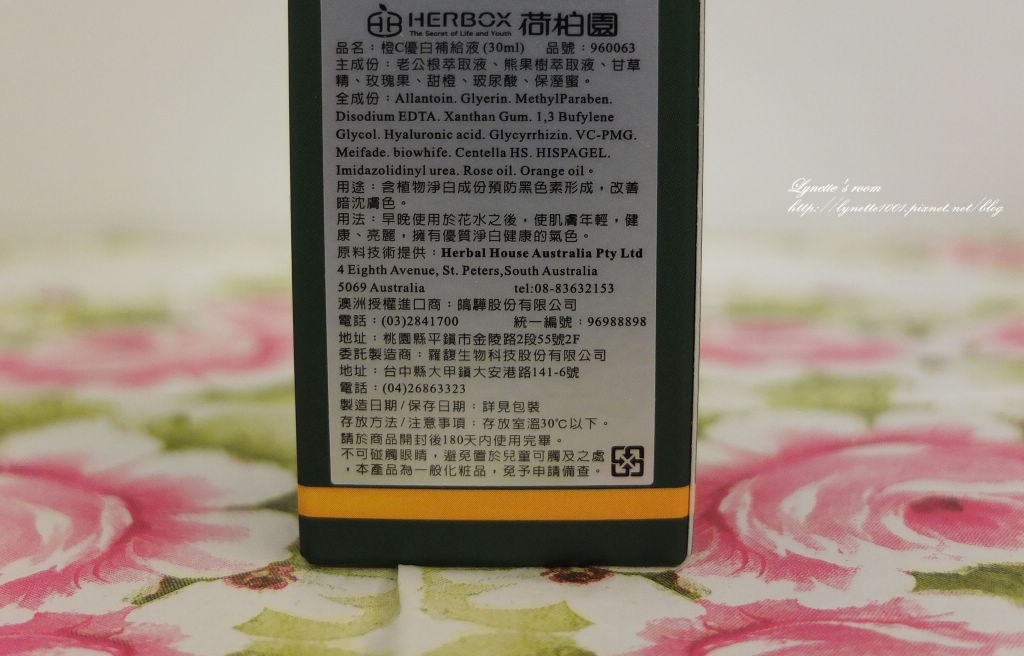 HERBOX 荷柏園
The Secret of Life and Youth
品名：橙C優白補給液(30ml) 品號：960063
主成份：老公根萃取液、熊果樹萃取液、甘草
精、玫瑰果、甜橙、玻尿酸、保溼蜜。
全成份：Allantoin. Glyerin. MethylParaben.
Disodium EDTA. Xanthan Gum. 1,3 Bufylene
Glycol. Hyaluronic acid. Glycyrrhizin. VC-PMG.
Meifade. biowhife. Centella HS. HISPAGEL.
Imidazolidinyl urea. Rose oil. Orange oil。
用途：含植物淨白成份預防黑色素形成，改善
暗沈膚色。
用法：早晚使用於花水之後，使肌膚年輕，健
康、亮麗，擁有優質淨白健康的氣色。
原料技術提供：Herbal House Australia Pty Ltd
4 Eighth Avenue, St. Peters,South Australia
5069 Australia tel:08-83632153
澳洲授權進口商：皜驊股份有限公司
電話：(03)2841700 統一編號：96988898
地址：桃園縣平鎮市金陵路2段55號2F
委託製造商：羅馥生物科技股份有限公司
地址：台中縣大甲鎮大安港路141-6號
電話：(04)26863323
製造日期/保存日期：詳見包裝
存放方法/注意事項：存放室溫30℃以下。
請於商品開封後180天內使用完畢。
不可碰觸眼睛，避免置於兒童可觸及之處
，本產品為一般化粧品，免予申請備查。
Lynette's room
http://lynette1001.pixnet.net/blog